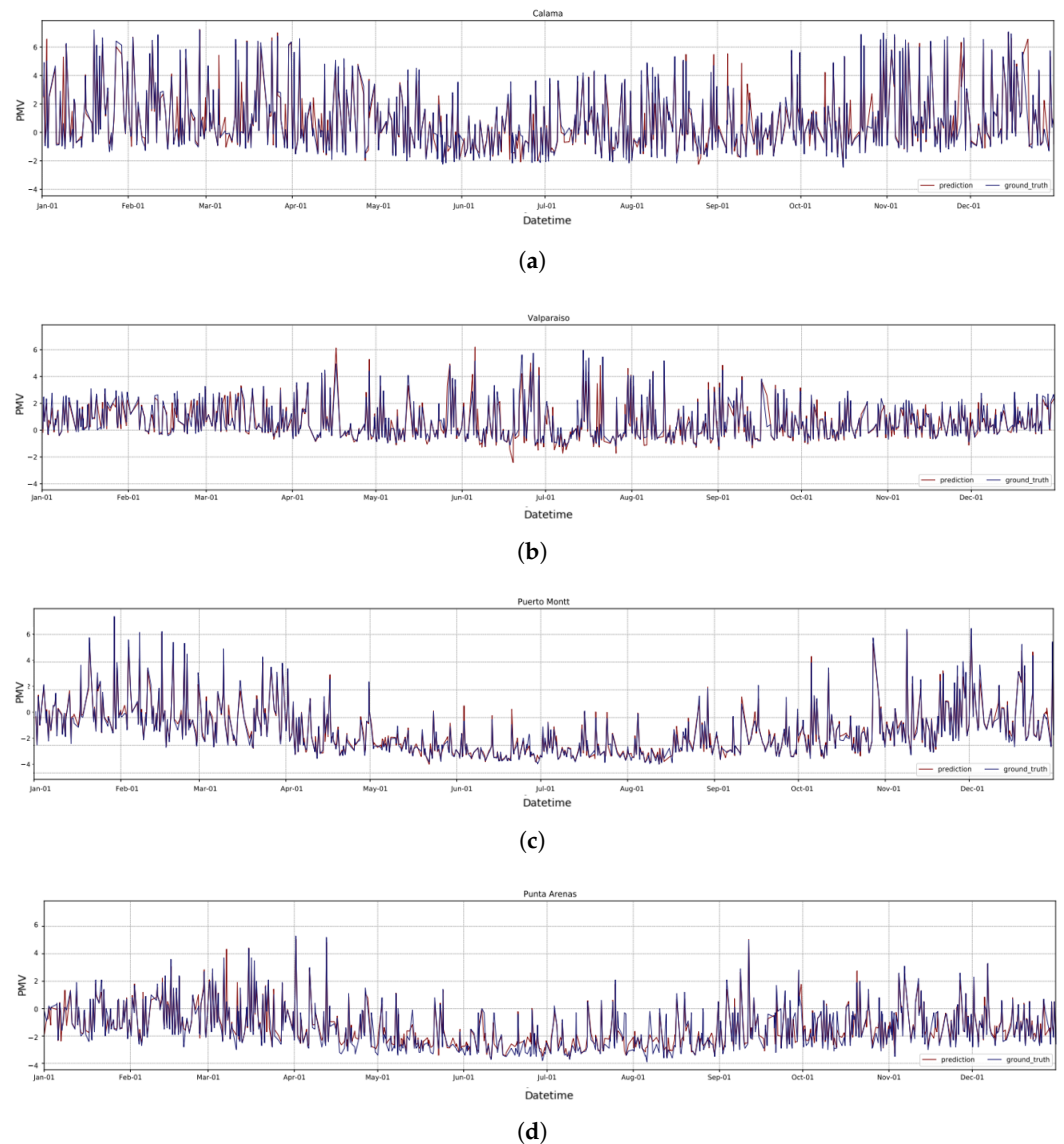 Calama
PMV
6
4
2
0
−2
−4
prediction ground_truth
Jan-01 Feb-01 Mar-01 Apr-01 May-01 Jun-01 Jul-01 Aug-01 Sep-01 Oct-01 Nov-01 Dec-01
Datetime
(a)
Valparaiso
PMV
6
4
2
0
−2
−4
prediction ground_truth
Jan-01 Feb-01 Mar-01 Apr-01 May-01 Jun-01 Jul-01 Aug-01 Sep-01 Oct-01 Nov-01 Dec-01
Datetime
(b)
Puerto Montt
PMV
6
4
2
0
−2
−4
prediction ground_truth
Jan-01 Feb-01 Mar-01 Apr-01 May-01 Jun-01 Jul-01 Aug-01 Sep-01 Oct-01 Nov-01 Dec-01
Datetime
(c)
Punta Arenas
PMV
6
4
2
0
−2
−4
prediction ground_truth
Jan-01 Feb-01 Mar-01 Apr-01 May-01 Jun-01 Jul-01 Aug-01 Sep-01 Oct-01 Nov-01 Dec-01
Datetime
(d)